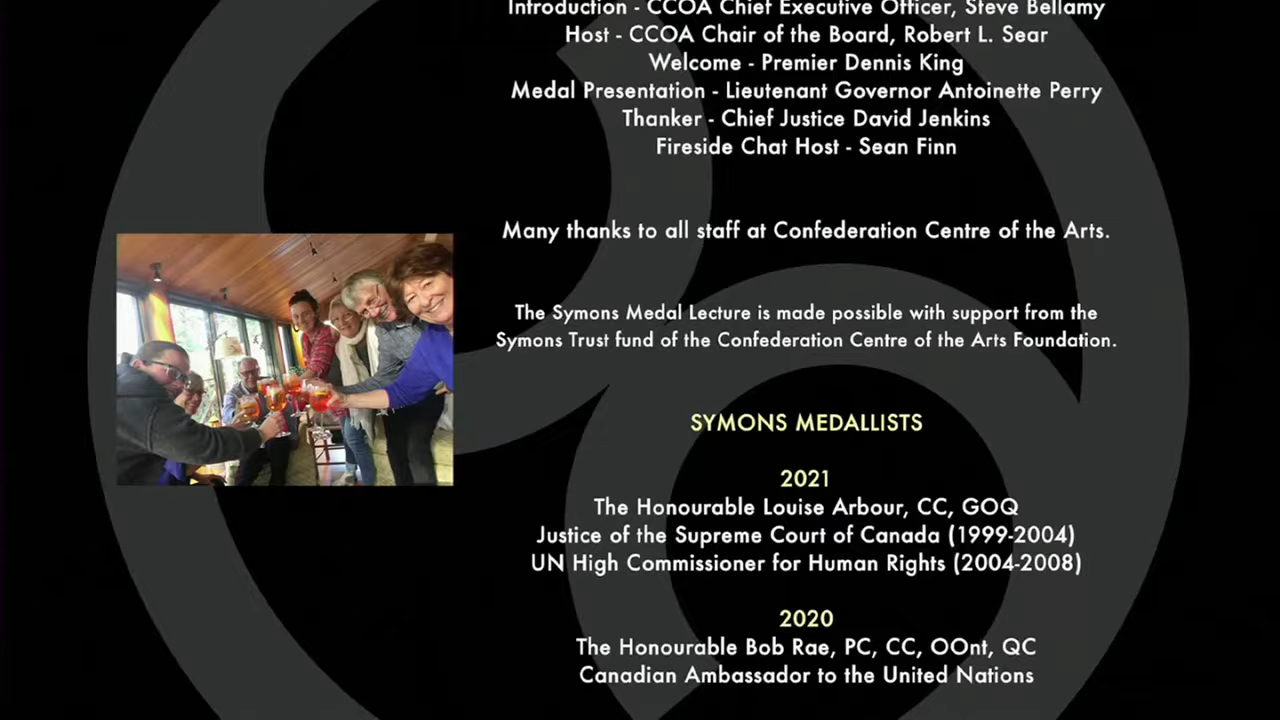 Introduction - CCOA Chief Executive Officer, Steve Bellamy
Host - CCOA Chair of the Board, Robert L. Sear
Welcome - Premier Dennis King
Medal Presentation - Lieutenant Governor Antoinette Perry
Thanker - Chief Justice David Jenkins
Fireside Chat Host - Sean Finn
Many thanks to all staff at Confederation Centre of the Arts.
The Symons Medal Lecture is made possible with support from the
Symons Trust fund of the Confederation Centre of the Arts Foundation.
SYMONS MEDALLISTS
2021
The Honourable Louise Arbour, CC, GOQ
Justice of the Supreme Court of Canada (1999-2004)
UN High Commissioner for Human Rights (2004-2008)
2020
The Honourable Bob Rae, PC, CC, OOnt, QC
Canadian Ambassador to the United Nations